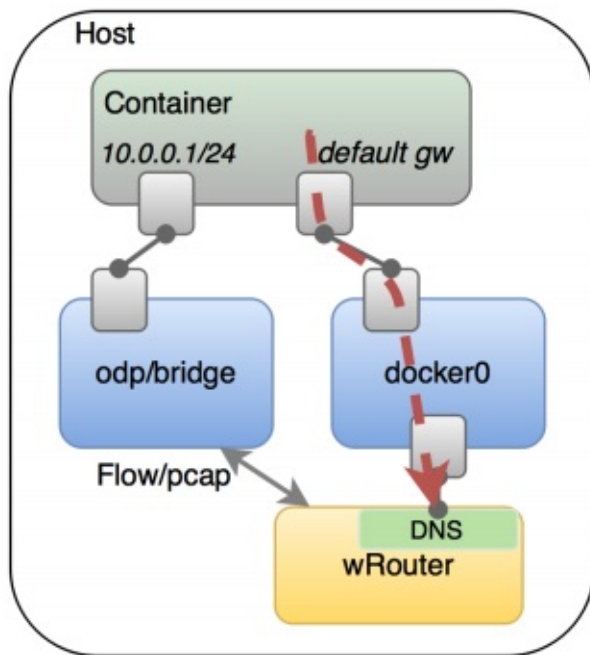 Host
Container
10.0.0.1/24 default gw
odp/bridge docker0
Flow/pcap
DNS
wRouter